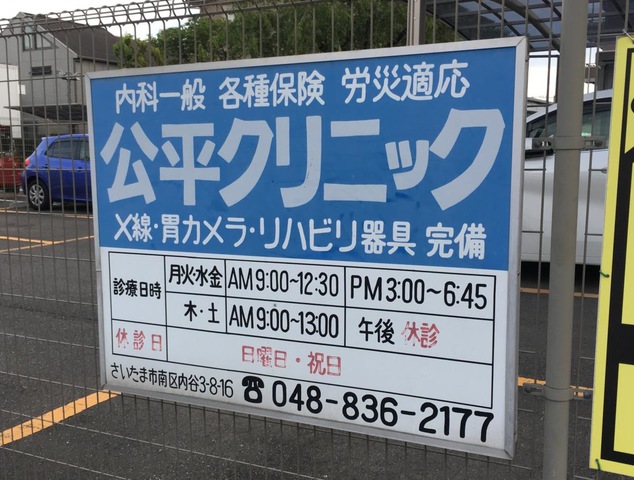 内科一般 各種保険 労災適応
公平クリニック
X線・胃カメラ・リハビリ器具 完備
診療日時 月火・水金 AM9:00~12:30 PM3:00~6:45
木・土 AM9:00~13:00 午後 休診
休診日 日曜日・祝日
さいたま市南区内谷3-8-16 ☎048-836-2177